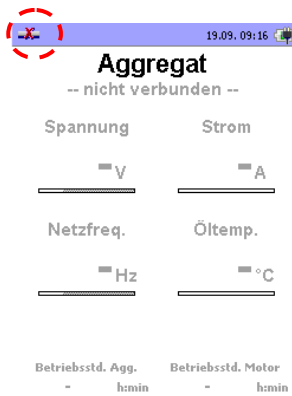 19.09. 09:16
Aggregat
-- nicht verbunden --
Spannung Strom
- V - A
Netzfreq. Öltemp.
- Hz - °C
Betriebsstd. Agg. Betriebsstd. Motor
- h:min - h:min